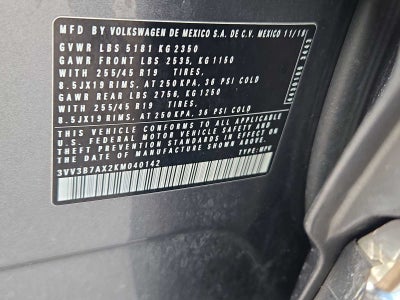 MFD BY VOLKSWAGEN DE MEXICO S.A. DE C.V. MEXICO 11/18
GVWR LBS 5181 KG 2350
GAWR FRONT LBS 2535, KG 1150
WITH 255/45 R19 TIRES,
8.5JX19 RIMS, AT 250 KPA, 36 PSI COLD
GAWR REAR LBS 2756, KG 1250
WITH 255/45 R19 TIRES,
8.5JX19 RIMS, AT 250 KPA, 36 PSI COLD
THIS VEHICLE CONFORMS TO ALL APPLICABLE
U.S. FEDERAL MOTOR VEHICLE SAFETY AND
THEFT PREVENTION STANDARDS IN EFFECT ON
THE DATE OF MANUFACTURE SHOWN ABOVE.
TYPE: MPV
3VV3B7AX2KM040142